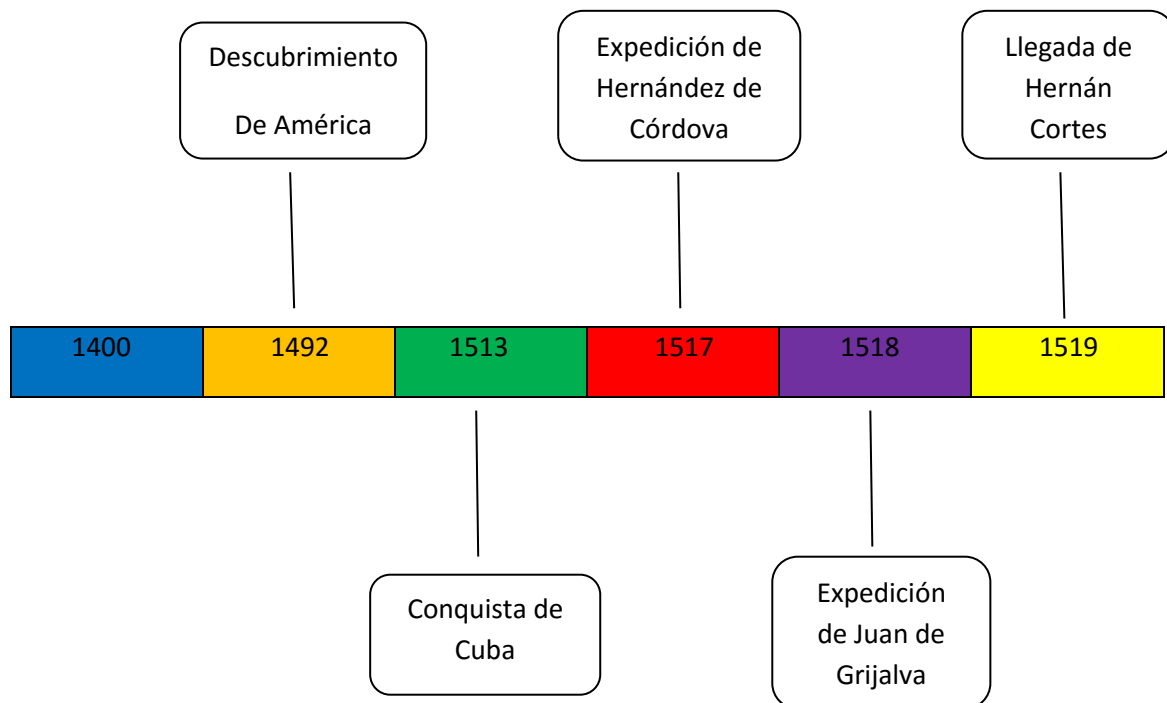 Descubrimiento
De América
Expedición de
Hernández de
Córdova
Llegada de
Hernán
Cortes
1400 1492 1513 1517 1518 1519
Conquista de
Cuba
Expedición
de Juan de
Grijalva